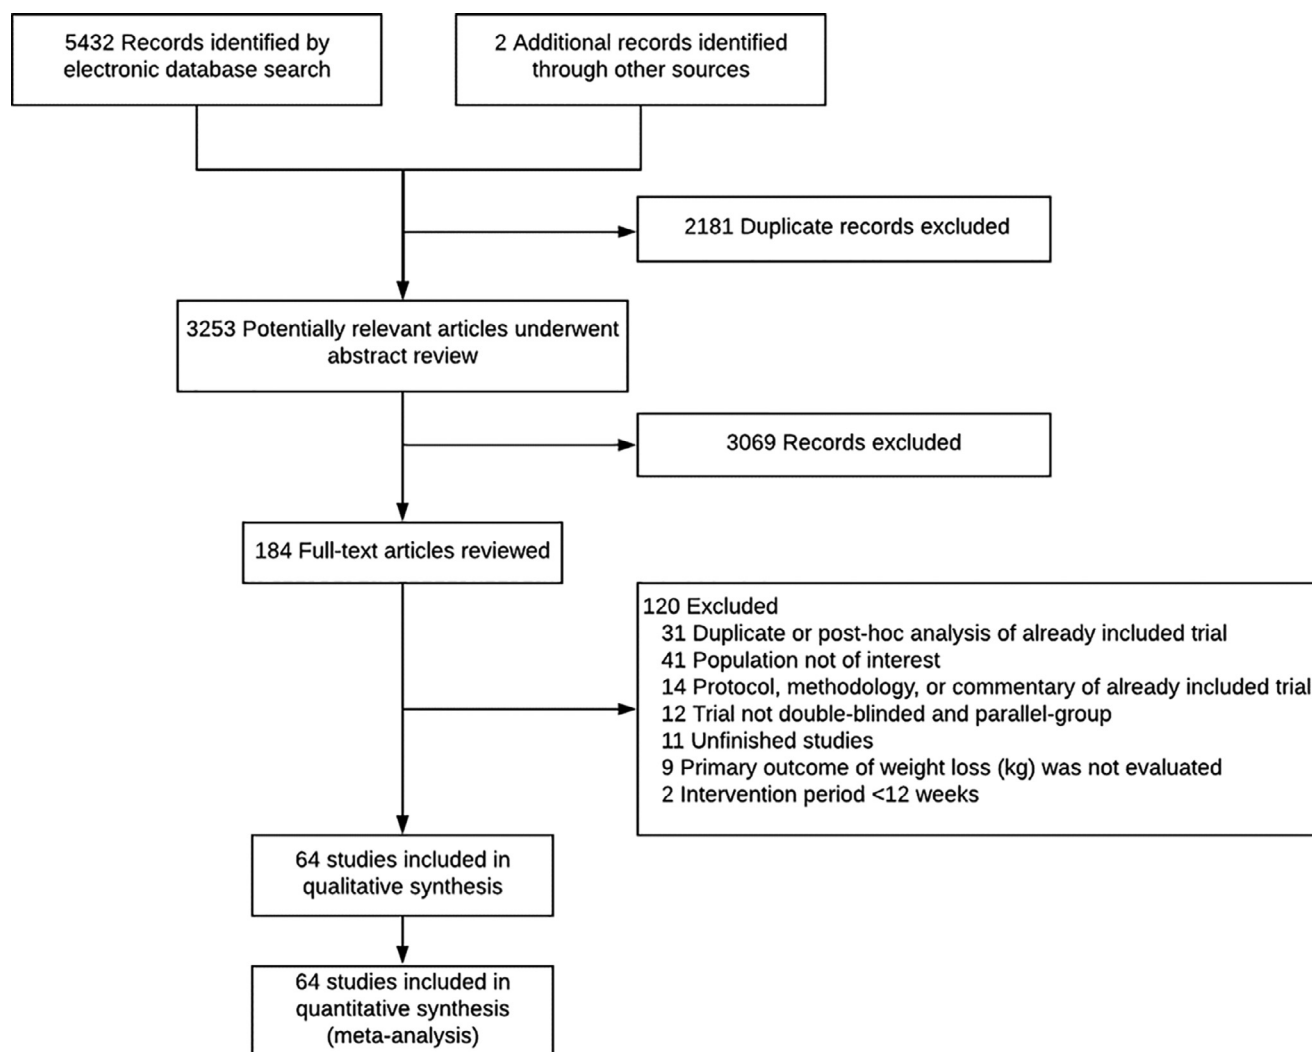 5432 Records identified by
electronic database search
2 Additional records identified
through other sources
2181 Duplicate records excluded
3253 Potentially relevant articles underwent
abstract review
3069 Records excluded
184 Full-text articles reviewed
120 Excluded
31 Duplicate or post-hoc analysis of already included trial
41 Population not of interest
14 Protocol, methodology, or commentary of already included trial
12 Trial not double-blinded and parallel-group
11 Unfinished studies
9 Primary outcome of weight loss (kg) was not evaluated
2 Intervention period <12 weeks
64 studies included in
qualitative synthesis
64 studies included in
quantitative synthesis
(meta-analysis)